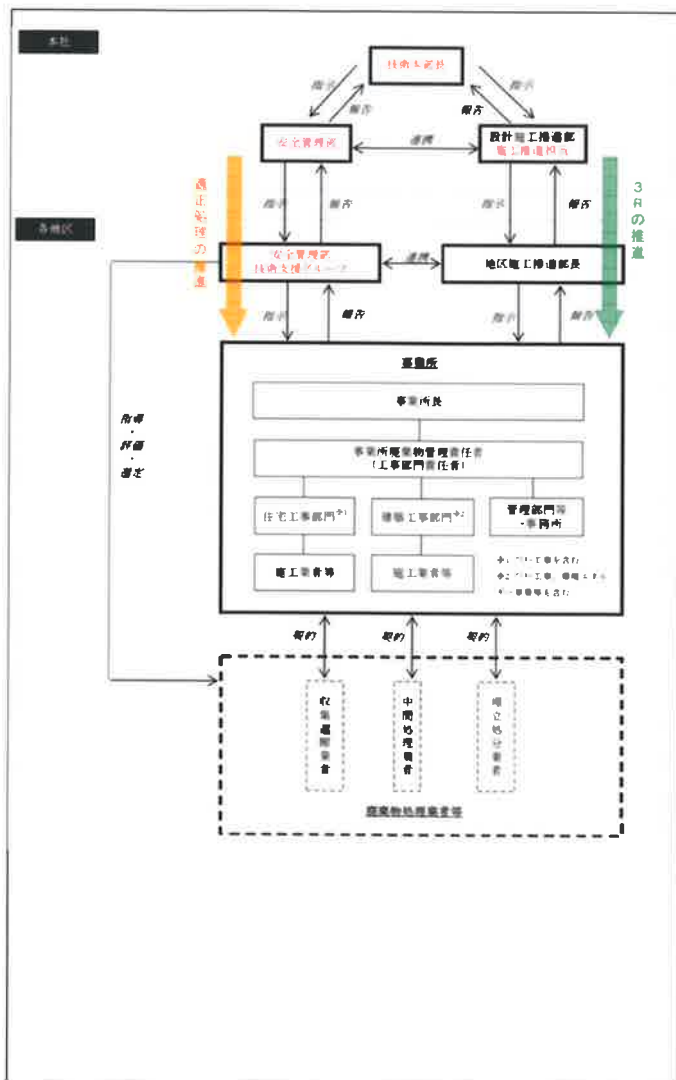 本社
技術本部長
指示
報告
報告
指示
安全管理部
連携
設計施工推進部
施工推進担当
適正処理の推進
3Rの推進
指示
報告
指示
報告
各地区
安全管理部
技術支援グループ
連携
地区施工推進部長
指示
報告
指示
報告
事業所
事業所長
事業所廃棄物管理責任者
(工事部門責任者)
指導・評価・選定
住宅工事部門
建築工事部門
管理部門等
・事務所
施工業者等
施工業者等
契約
契約
契約
収集運搬業者
中間処理業者
埋立処分業者
廃棄物処理業者等